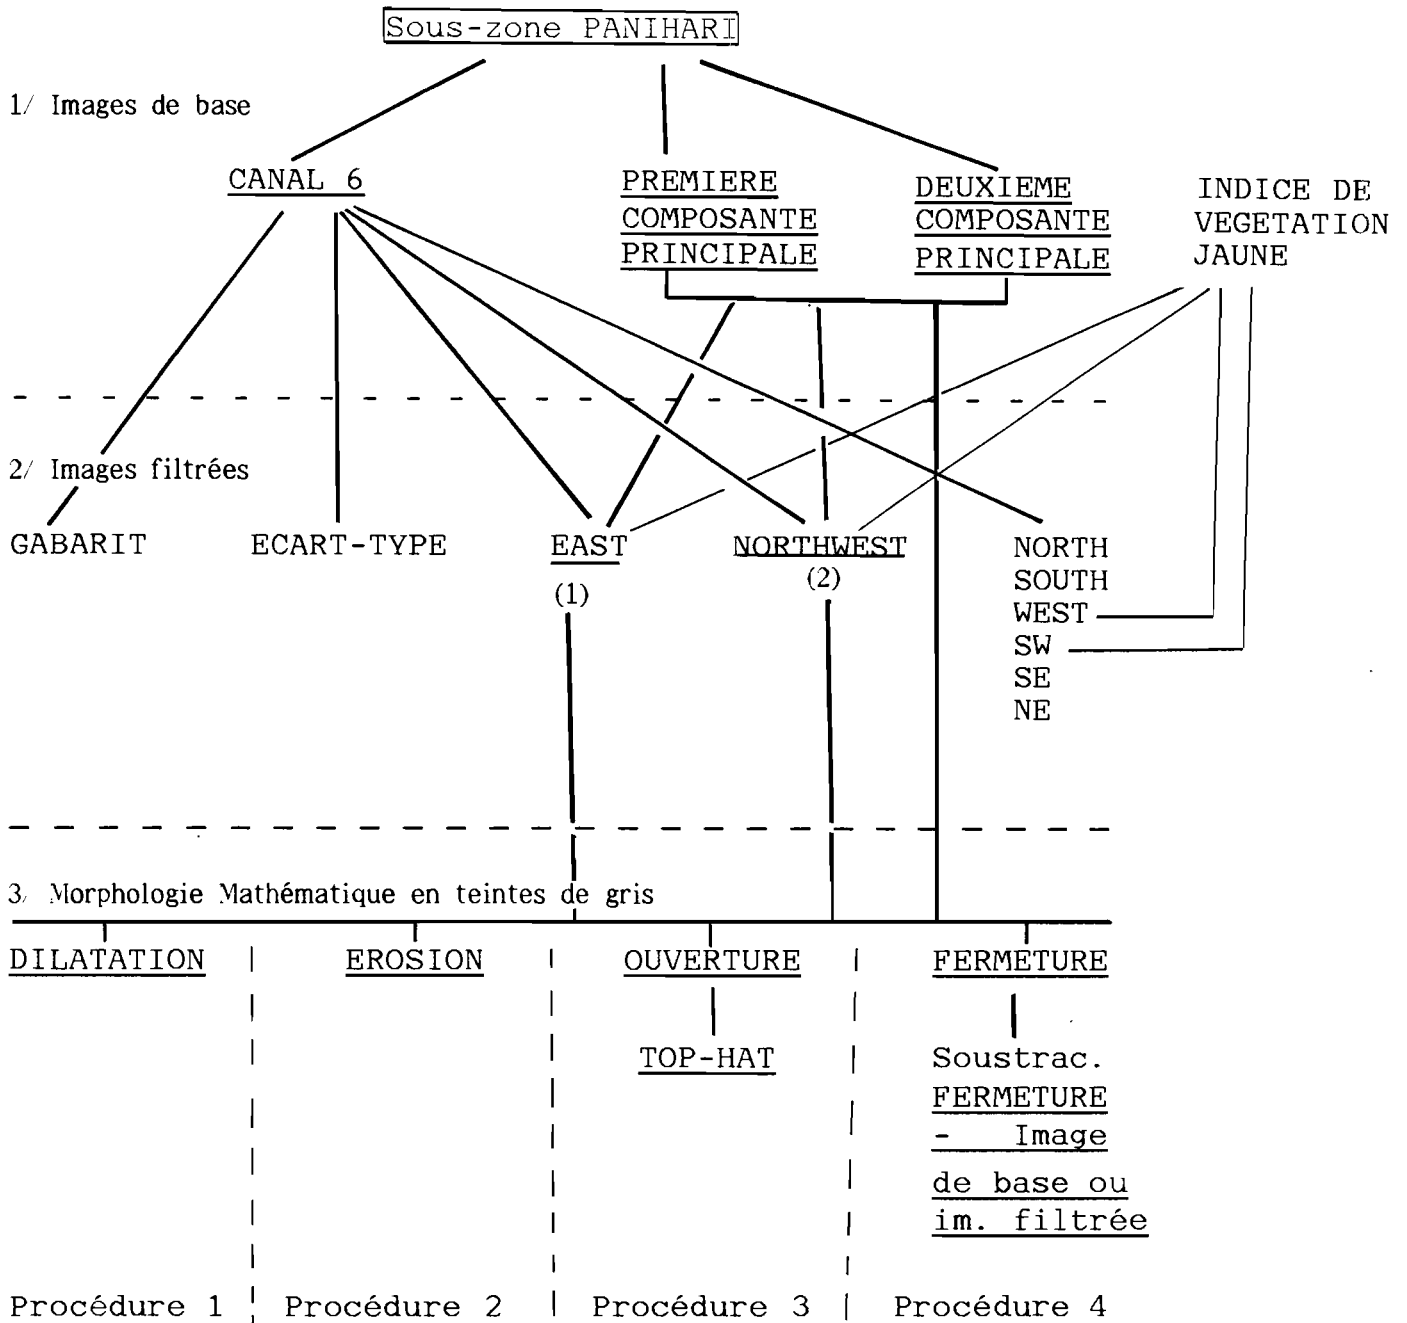 Sous-zone PANIHARI
1/ Images de base
CANAL 6
PREMIERE
COMPOSANTE
PRINCIPALE
DEUXIEME
COMPOSANTE
PRINCIPALE
INDICE DE
VEGETATION
JAUNE
2/ Images filtrées
GABARIT
ECART-TYPE
EAST
(1)
NORTHWEST
(2)
NORTH
SOUTH
WEST
SW
SE
NE
3/ Morphologie Mathématique en teintes de gris
DILATATION
EROSION
OUVERTURE
FERMETURE
TOP-HAT
Soustrac.
FERMETURE
- Image
de base ou
im. filtrée
Procédure 1
Procédure 2
Procédure 3
Procédure 4